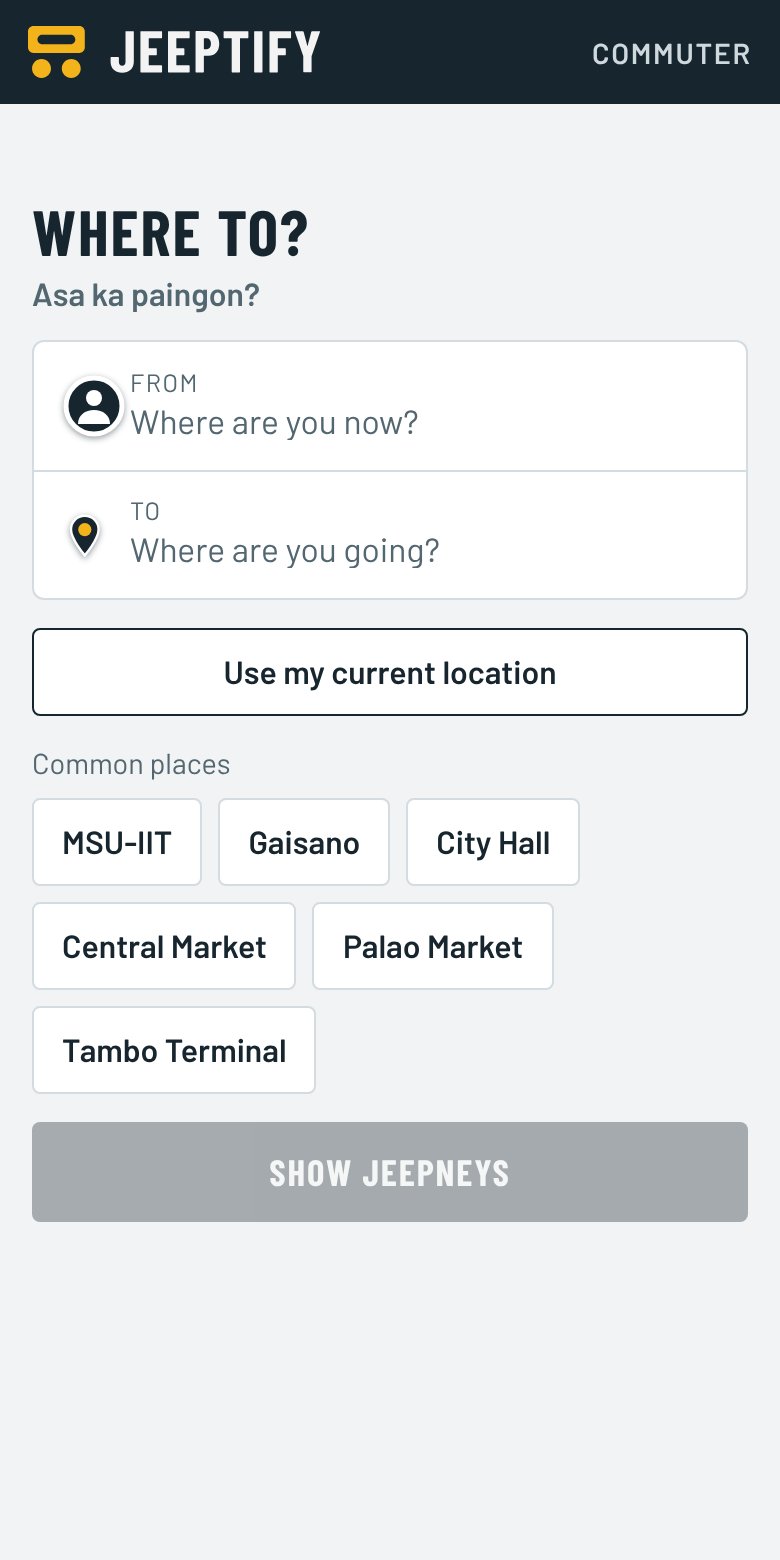 JEEPTIFY
COMMUTER
WHERE TO?
Asa ka paingon?
FROM
Where are you now?
TO
Where are you going?
Use my current location
Common places
MSU-IIT
Gaisano
City Hall
Central Market
Palao Market
Tambo Terminal
SHOW JEEPNEYS